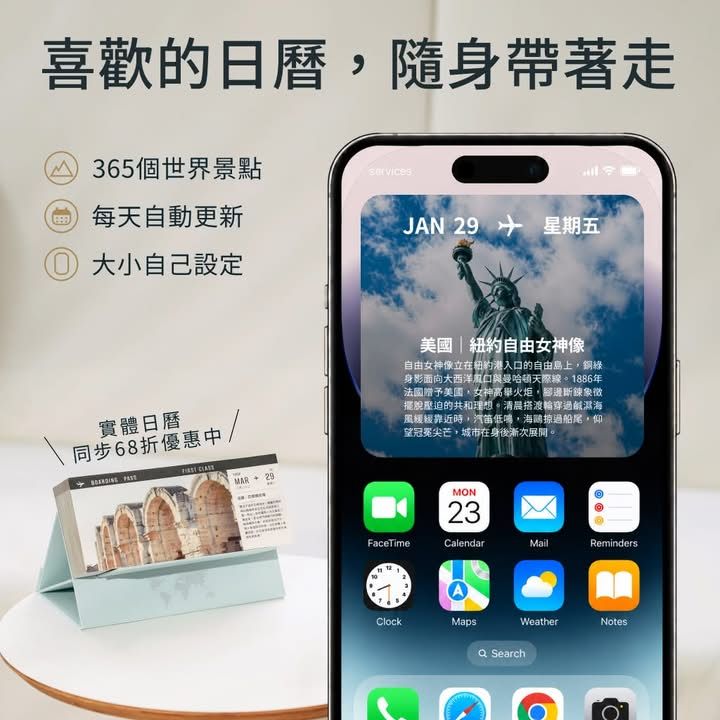 喜歡的日曆，隨身帶著走
365個世界景點
每天自動更新
大小自己設定
services
JAN 29
星期五
美國｜紐約自由女神像
自由女神像立在紐約港入口的自由島上，銅綠
身影面向大西洋風口與曼哈頓天際線。1886年
法國贈予美國，女神高舉火炬，腳邊斷鍊象徵
擺脫壓迫的共和理想。清晨搭渡輪穿過鹹濕海
風緩緩靠近時，汽笛低鳴，海鷗掠過船尾，仰
望冠冕尖芒，城市在身後漸次展開。
實體日曆
同步68折優惠中
BOARDING PASS
FIRST CLASS
MAR
29
FaceTime
MON
23
Calendar
Mail
Reminders
Clock
Maps
Weather
Notes
Search